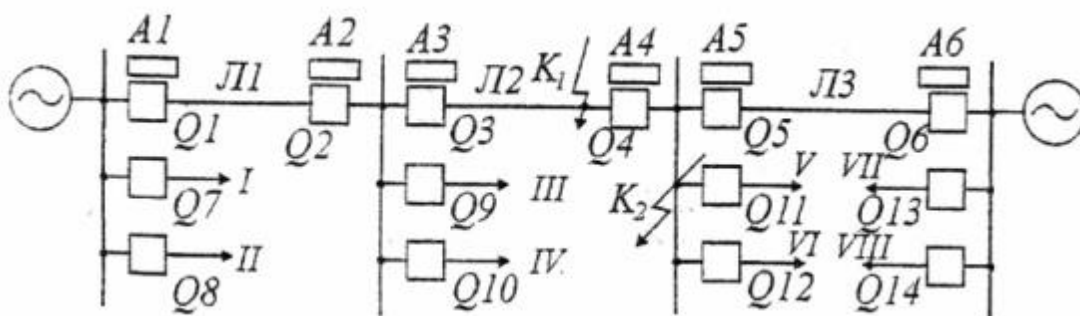 A1 A2 A3 A4 A5 A6
Л1 Л2 K1 Л3
Q1 Q2 Q3 Q4 Q5 Q6
I III K2 V VII
Q7 Q9 Q11 Q13
II IV. VI VIII
Q8 Q10 Q12 Q14